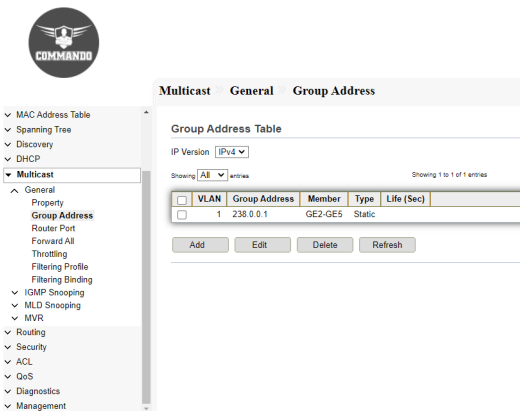 COMMANDO
Multicast General Group Address
MAC Address Table
Spanning Tree
Discovery
DHCP
Multicast
General
Property
Group Address
Router Port
Forward All
Throttling
Filtering Profile
Filtering Binding
IGMP Snooping
MLD Snooping
MVR
Routing
Security
ACL
QoS
Diagnostics
Management
Group Address Table
IP Version IPv4
Showing All entries Showing 1 to 1 of 1 entries
VLAN Group Address Member Type Life (Sec)
1 238.0.0.1 GE2-GE5 Static
Add Edit Delete Refresh